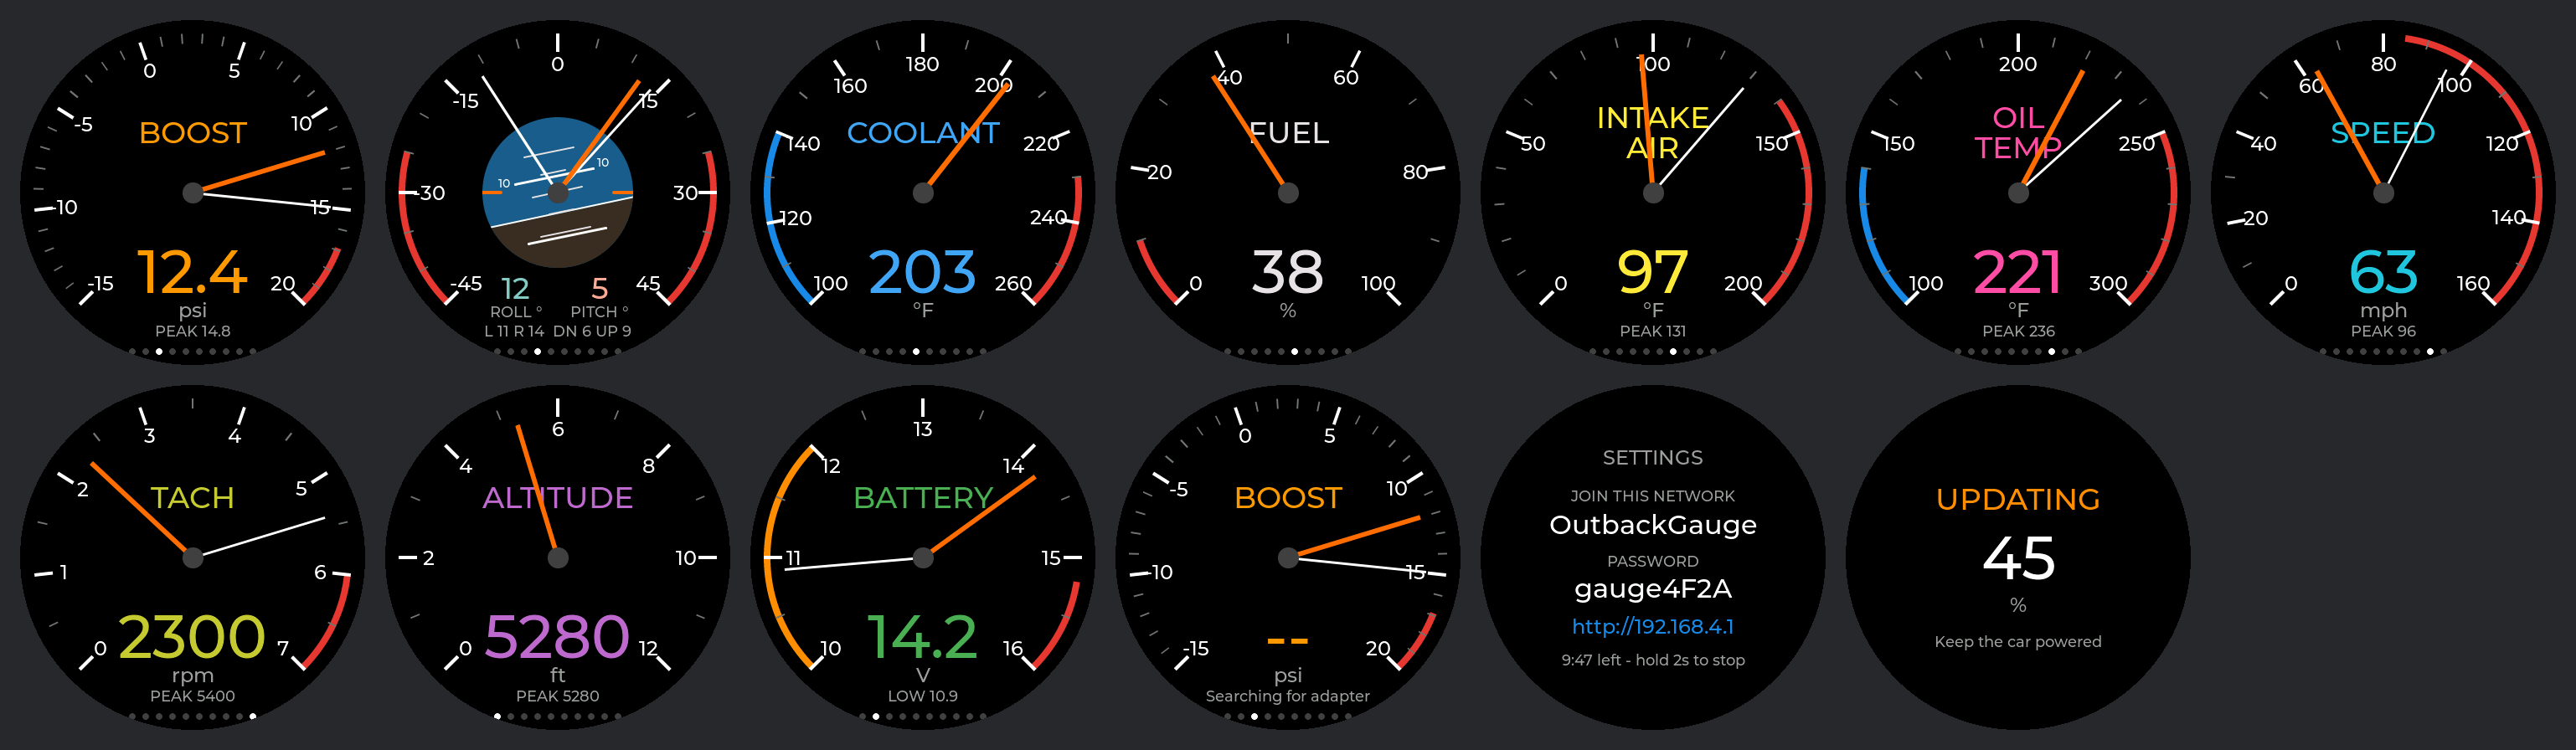 0 5
-5 10
BOOST
-10 15
12.4
-15 20
psi
PEAK 14.8
0
-15 15
10
10
-30 30
-45 12 5 45
ROLL ° PITCH °
L 11 R 14 DN 6 UP 9
180
160 200
COOLANT
140 220
120 240
203
100 260
°F
40 60
FUEL
20 80
38
0 100
%
100
INTAKE
50 150
AIR
97
0 200
°F
PEAK 131
200
OIL
150 250
TEMP
221
100 300
°F
PEAK 236
80
60 100
SPEED
40 120
20 140
63
0 160
mph
PEAK 96
3 4
2 5
TACH
1 6
2300
0 7
rpm
PEAK 5400
6
4 8
ALTITUDE
2 10
5280
0 12
ft
PEAK 5280
13
12 14
BATTERY
11 15
14.2
10 16
V
LOW 10.9
0 5
-5 10
BOOST
-10 15
--
-15 20
psi
Searching for adapter
SETTINGS
JOIN THIS NETWORK
OutbackGauge
PASSWORD
gauge4F2A
http://192.168.4.1
9:47 left - hold 2s to stop
UPDATING
45
%
Keep the car powered